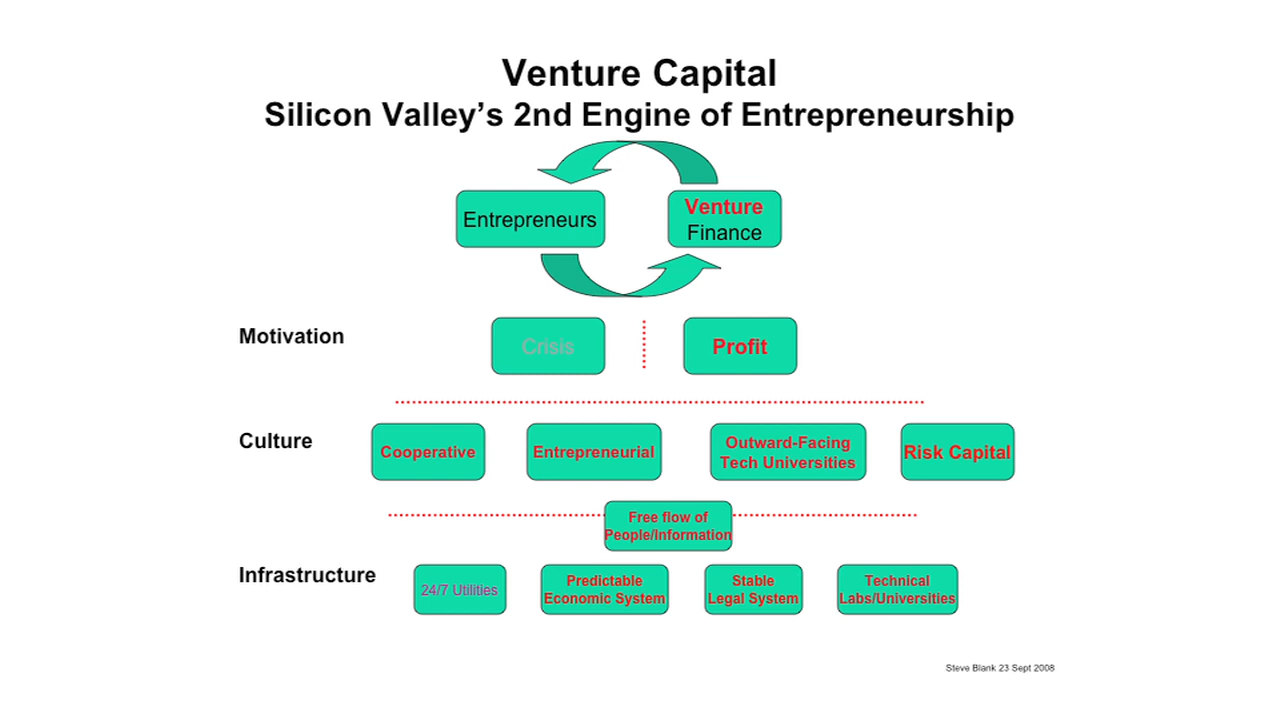 Venture Capital
Silicon Valley's 2nd Engine of Entrepreneurship
Entrepreneurs
Venture
Finance
Motivation
Crisis
Profit
Culture
Cooperative
Entrepreneurial
Outward-Facing
Tech Universities
Risk Capital
Free flow of
People/Information
Infrastructure
24/7 Utilities
Predictable
Economic System
Stable
Legal System
Technical
Labs/Universities
Steve Blank 23 Sept 2008